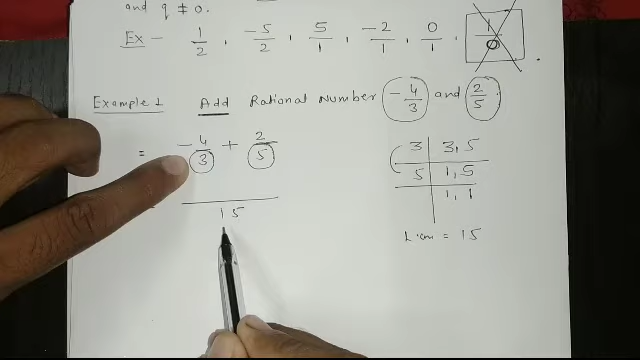 and q ≠ 0.
Ex - 1/2, -5/2, 5/1, -2/1, 0/1, 1/0.
Example 1 Add Rational Number -4/3 and 2/5.
= -4/3 + 2/5
15
3 | 3, 5
5 | 1, 5
1, 1
Lcm = 15